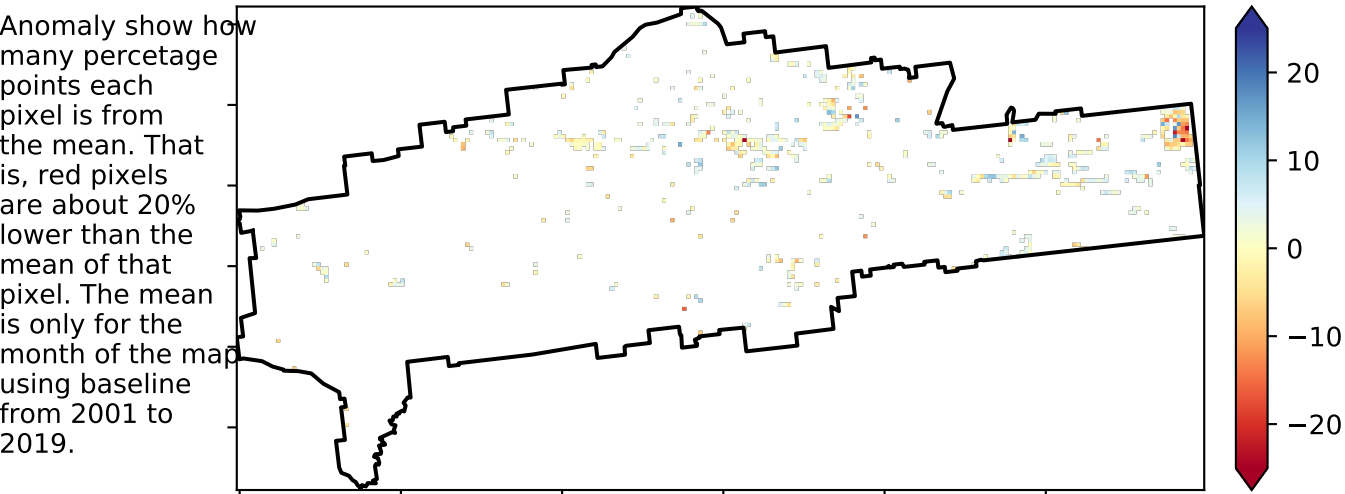 Anomaly show how
many percetage
points each
pixel is from
the mean. That
is, red pixels
are about 20%
lower than the
mean of that
pixel. The mean
is only for the
month of the map
using baseline
from 2001 to
2019.
20
10
0
−10
−20